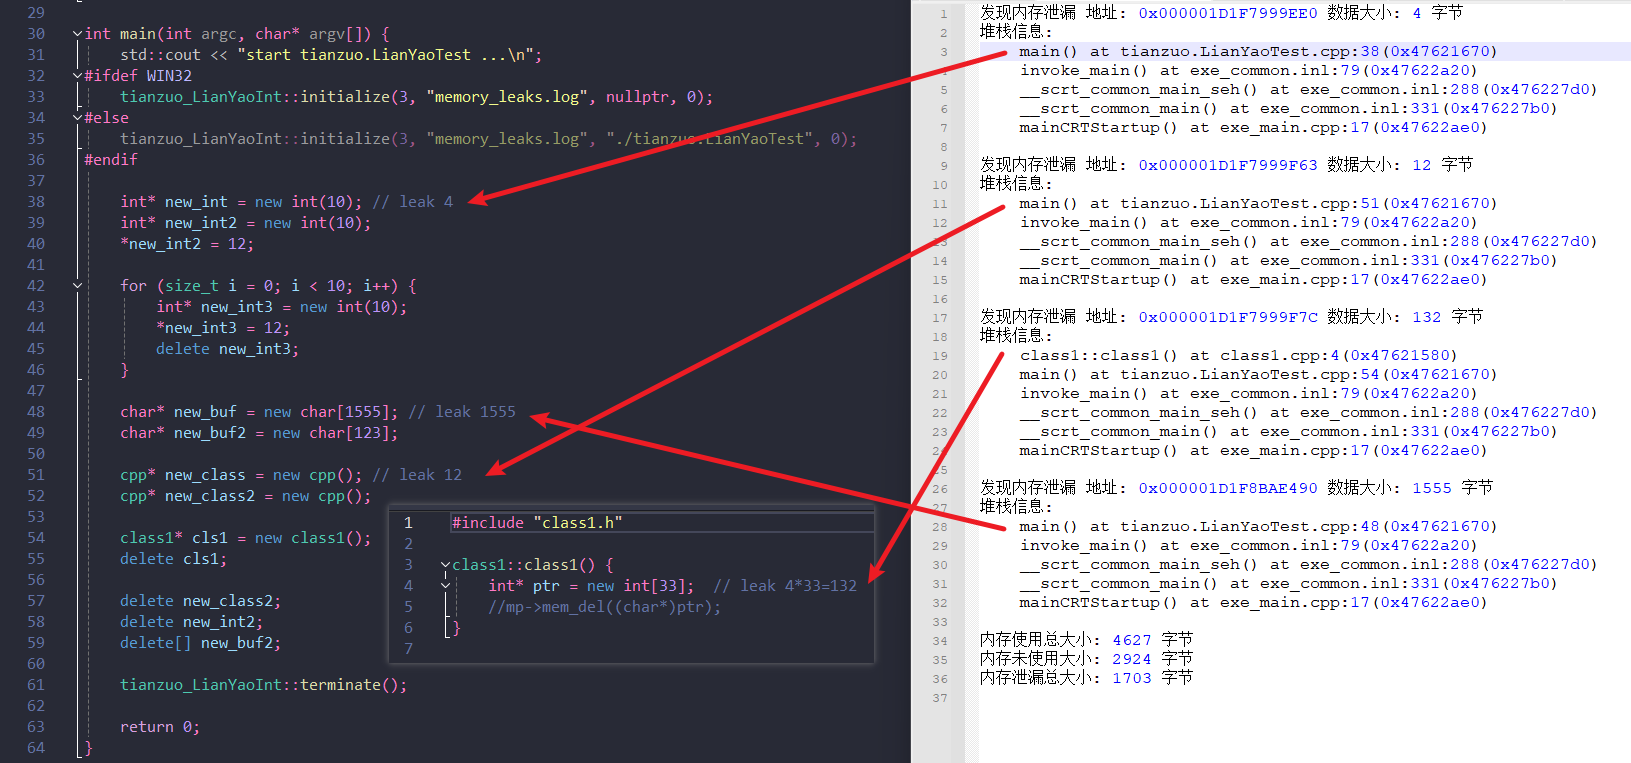 29
30 int main(int argc, char* argv[]) {
31 std::cout << "start tianzuo.LianYaoTest ...\n";
32 #ifdef WIN32
33 tianzuo_LianYaoInt::initialize(3, "memory_leaks.log", nullptr, 0);
34 #else
35 tianzuo_LianYaoInt::initialize(3, "memory_leaks.log", "./tianzuo.LianYaoTest", 0);
36 #endif
37
38 int* new_int = new int(10); // leak 4
39 int* new_int2 = new int(10);
40 *new_int2 = 12;
41
42 for (size_t i = 0; i < 10; i++) {
43 int* new_int3 = new int(10);
44 *new_int3 = 12;
45 delete new_int3;
46 }
47
48 char* new_buf = new char[1555]; // leak 1555
49 char* new_buf2 = new char[123];
50
51 cpp* new_class = new cpp(); // leak 12
52 cpp* new_class2 = new cpp();
53
54 class1* cls1 = new class1();
55 delete cls1;
56
57 delete new_class2;
58 delete new_int2;
59 delete[] new_buf2;
60
61 tianzuo_LianYaoInt::terminate();
62
63 return 0;
64 }
1 #include "class1.h"
2
3 class1::class1() {
4 int* ptr = new int[33]; // leak 4*33=132
5 //mp->mem_del((char*)ptr);
6 }
7
1 发现内存泄漏 地址: 0x000001D1F7999EE0 数据大小: 4 字节
2 堆栈信息:
3 main() at tianzuo.LianYaoTest.cpp:38(0x47621670)
4 invoke_main() at exe_common.inl:79(0x47622a20)
5 __scrt_common_main_seh() at exe_common.inl:288(0x476227d0)
6 __scrt_common_main() at exe_common.inl:331(0x476227b0)
7 mainCRTStartup() at exe_main.cpp:17(0x47622ae0)
8
9 发现内存泄漏 地址: 0x000001D1F7999F63 数据大小: 12 字节
10 堆栈信息:
11 main() at tianzuo.LianYaoTest.cpp:51(0x47621670)
12 invoke_main() at exe_common.inl:79(0x47622a20)
13 __scrt_common_main_seh() at exe_common.inl:288(0x476227d0)
14 __scrt_common_main() at exe_common.inl:331(0x476227b0)
15 mainCRTStartup() at exe_main.cpp:17(0x47622ae0)
16
17 发现内存泄漏 地址: 0x000001D1F7999F7C 数据大小: 132 字节
18 堆栈信息:
19 class1::class1() at class1.cpp:4(0x47621580)
20 main() at tianzuo.LianYaoTest.cpp:54(0x47621670)
21 invoke_main() at exe_common.inl:79(0x47622a20)
22 __scrt_common_main_seh() at exe_common.inl:288(0x476227d0)
23 __scrt_common_main() at exe_common.inl:331(0x476227b0)
24 mainCRTStartup() at exe_main.cpp:17(0x47622ae0)
25
26 发现内存泄漏 地址: 0x000001D1F8BAE490 数据大小: 1555 字节
27 堆栈信息:
28 main() at tianzuo.LianYaoTest.cpp:48(0x47621670)
29 invoke_main() at exe_common.inl:79(0x47622a20)
30 __scrt_common_main_seh() at exe_common.inl:288(0x476227d0)
31 __scrt_common_main() at exe_common.inl:331(0x476227b0)
32 mainCRTStartup() at exe_main.cpp:17(0x47622ae0)
33
34 内存使用总大小: 4627 字节
35 内存未使用大小: 2924 字节
36 内存泄漏总大小: 1703 字节
37